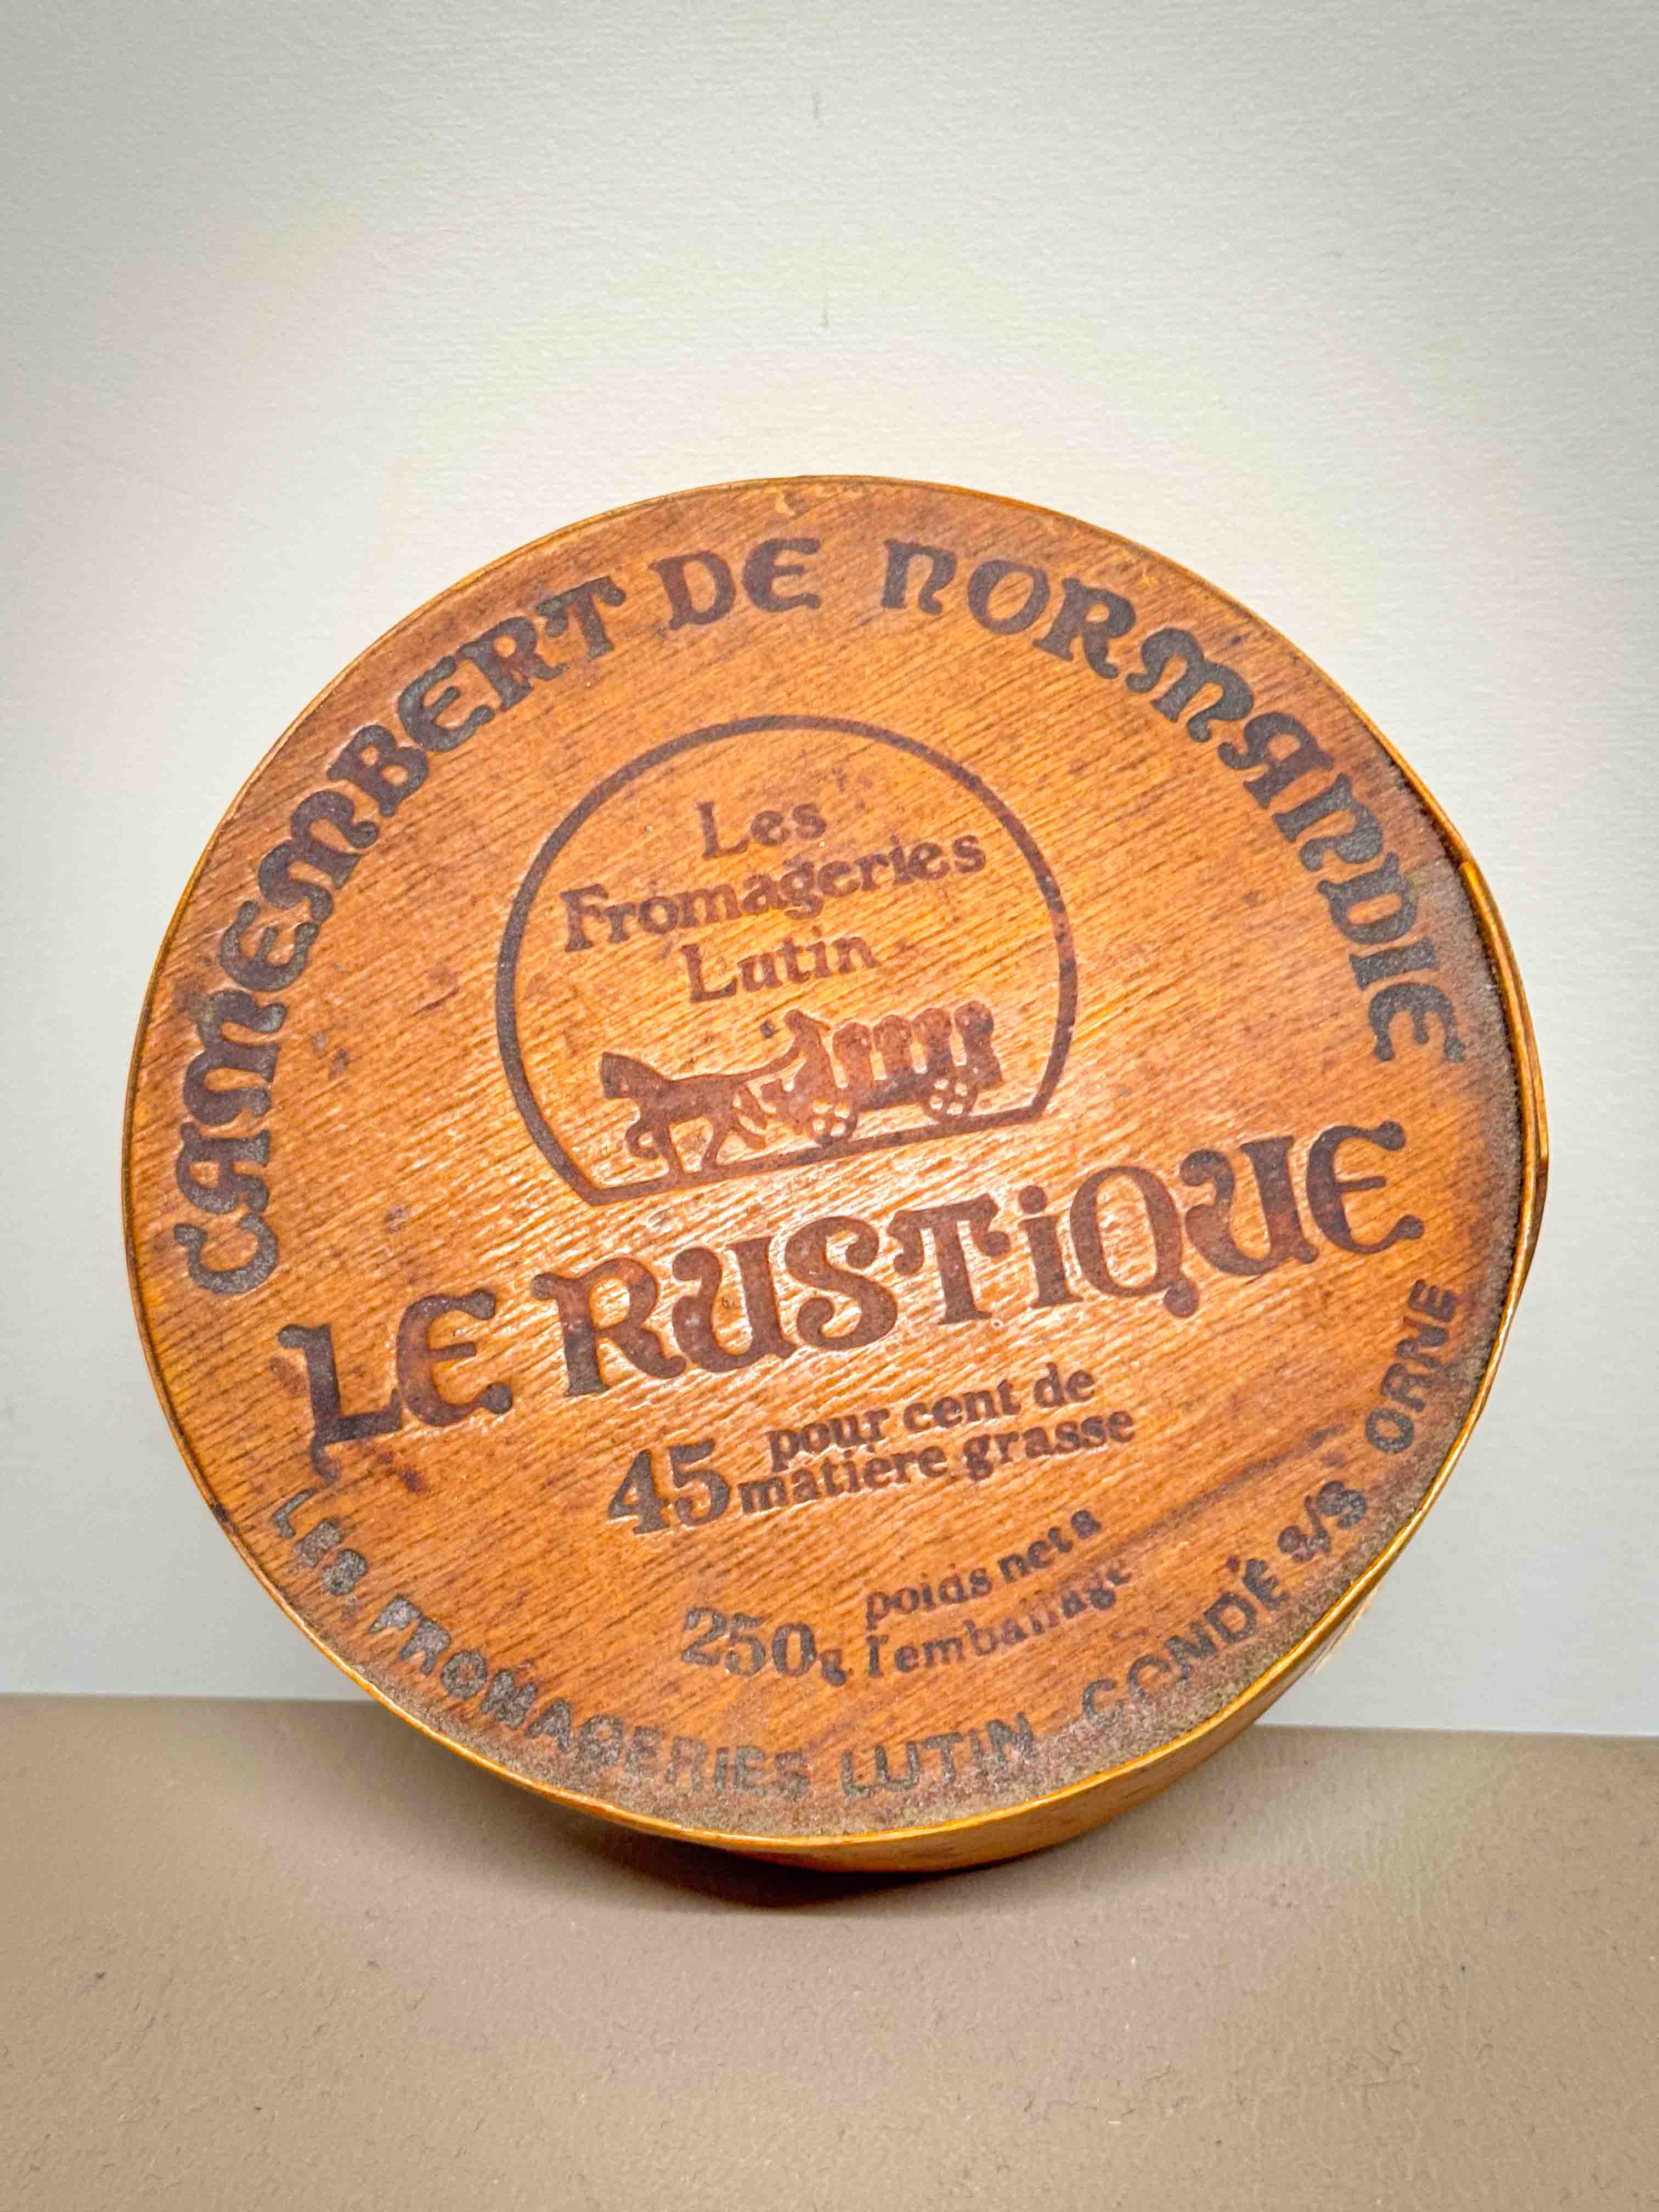 CAMEMBERT DE NORMANDIE
Les
Fromageries
Lutin
LE RUSTiQUE
45 pour cent de
matière grasse
250g poids net à
l'emballage
LES FROMAGERIES LUTIN CONDÉ S/S ORNE